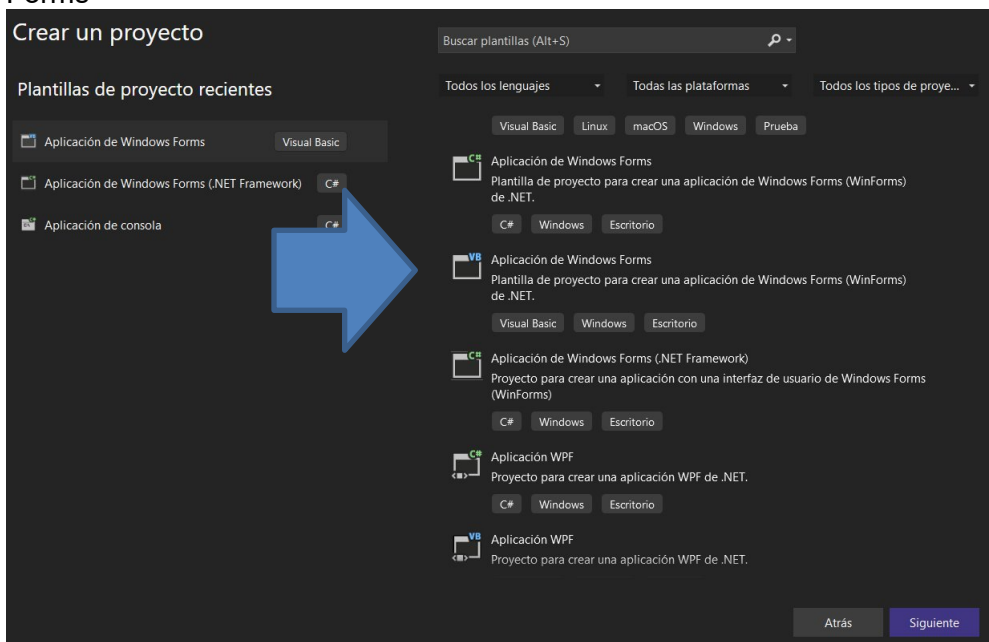 Forms
Crear un proyecto
Plantillas de proyecto recientes
Aplicación de Windows Forms Visual Basic
Aplicación de Windows Forms (.NET Framework) C#
Aplicación de consola C#
Buscar plantillas (Alt+S)
Todos los lenguajes Todas las plataformas Todos los tipos de proye...
Visual Basic Linux macOS Windows Prueba
C#
Aplicación de Windows Forms
Plantilla de proyecto para crear una aplicación de Windows Forms (WinForms)
de .NET.
C# Windows Escritorio
VB
Aplicación de Windows Forms
Plantilla de proyecto para crear una aplicación de Windows Forms (WinForms)
de .NET.
Visual Basic Windows Escritorio
C#
Aplicación de Windows Forms (.NET Framework)
Proyecto para crear una aplicación con una interfaz de usuario de Windows Forms
(WinForms)
C# Windows Escritorio
C#
Aplicación WPF
Proyecto para crear una aplicación WPF de .NET.
C# Windows Escritorio
VB
Aplicación WPF
Proyecto para crear una aplicación WPF de .NET.
Atrás Siguiente